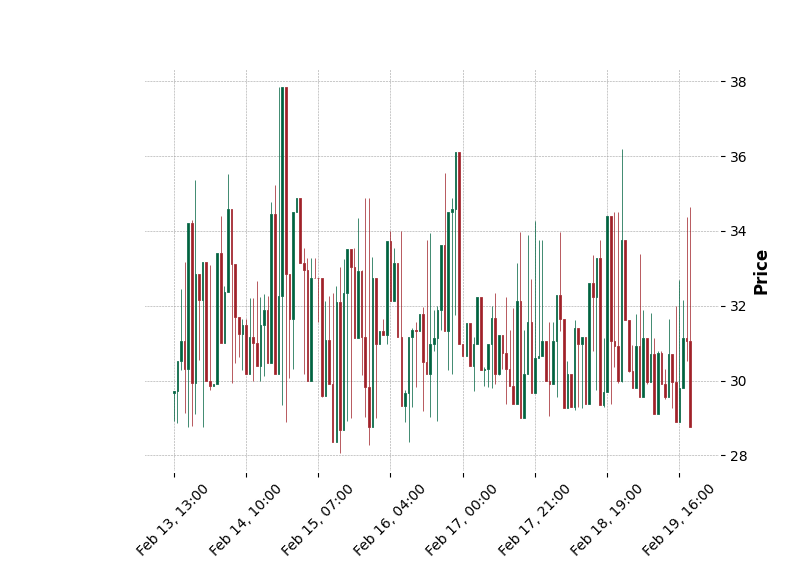 38
36
34
32
30
28
Price
Feb 13, 13:00
Feb 14, 10:00
Feb 15, 07:00
Feb 16, 04:00
Feb 17, 00:00
Feb 17, 21:00
Feb 18, 19:00
Feb 19, 16:00